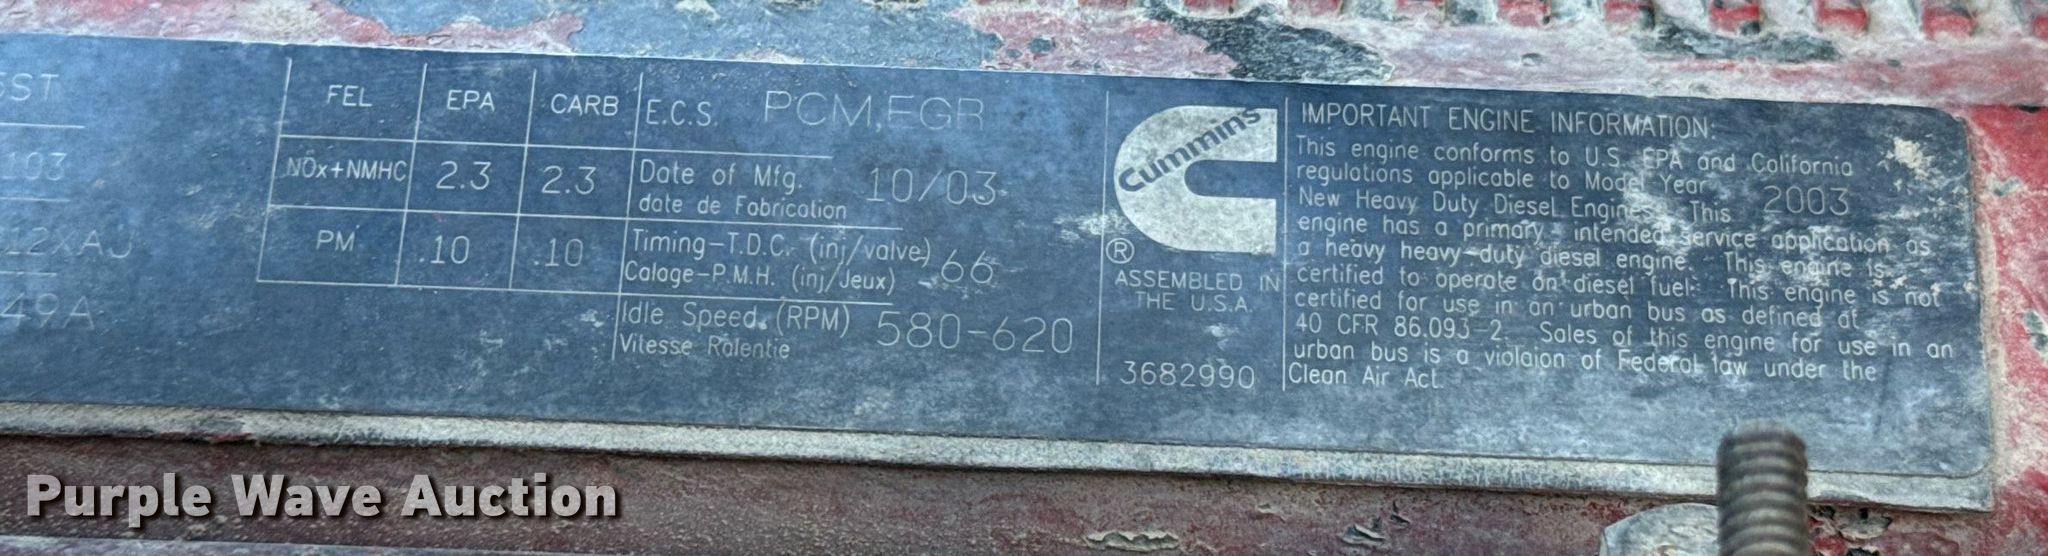 5ST
103
12XAJ
49A
FEL EPA CARB
NOx+NMHC 2.3 2.3
PM .10 .10
E.C.S. PCM,EGR
Date of Mfg. 10/03
date de Fabrication
Timing-T.D.C. (inj/valve) 66
Calage-P.M.H. (inj/Jeux)
Idle Speed (RPM) 580-620
Vitesse Ralentie
Cummins
®
ASSEMBLED IN
THE U.S.A.
3682990
IMPORTANT ENGINE INFORMATION:
This engine conforms to U.S. EPA and California
regulations applicable to Model Year 2003
New Heavy Duty Diesel Engines. This
engine has a primary intended service application as
a heavy heavy-duty diesel engine. This engine is
certified to operate on diesel fuel. This engine is not
certified for use in an urban bus as defined at
40 CFR 86.093-2. Sales of this engine for use in an
urban bus is a violaion of Federal law under the
Clean Air Act.
Purple Wave Auction